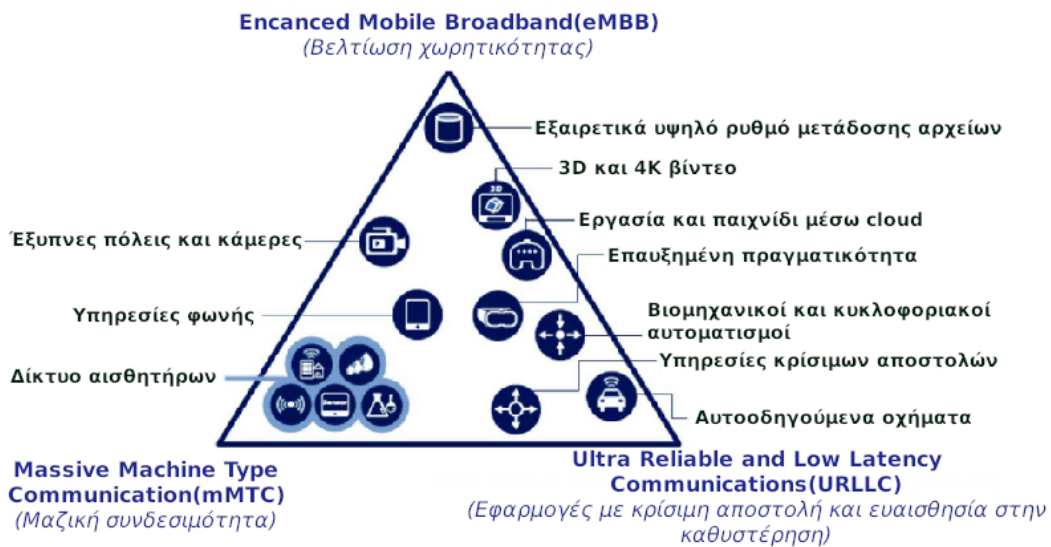 Encanced Mobile Broadband(eMBB)
(Βελτίωση χωρητικότητας)
Εξαιρετικά υψηλό ρυθμό μετάδοσης αρχείων
3D και 4K βίντεο
3D
Εργασία και παιχνίδι μέσω cloud
Έξυπνες πόλεις και κάμερες
Επαυξημένη πραγματικότητα
Υπηρεσίες φωνής
Βιομηχανικοί και κυκλοφοριακοί
αυτοματισμοί
Υπηρεσίες κρίσιμων αποστολών
Δίκτυο αισθητήρων
Αυτοοδηγούμενα οχήματα
Massive Machine Type
Communication(mMTC)
(Μαζική συνδεσιμότητα)
Ultra Reliable and Low Latency
Communications(URLLC)
(Εφαρμογές με κρίσιμη αποστολή και ευαισθησία στην
καθυστέρηση)